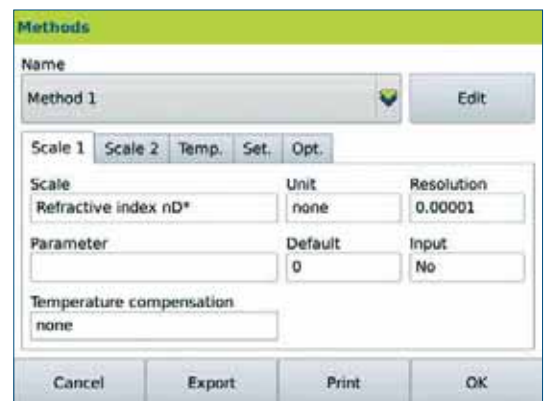 Methods
Name
Method 1
Edit
Scale 1 Scale 2 Temp. Set. Opt.
Scale Unit Resolution
Refractive index nD* none 0.00001
Parameter Default Input
0 No
Temperature compensation
none
Cancel Export Print OK